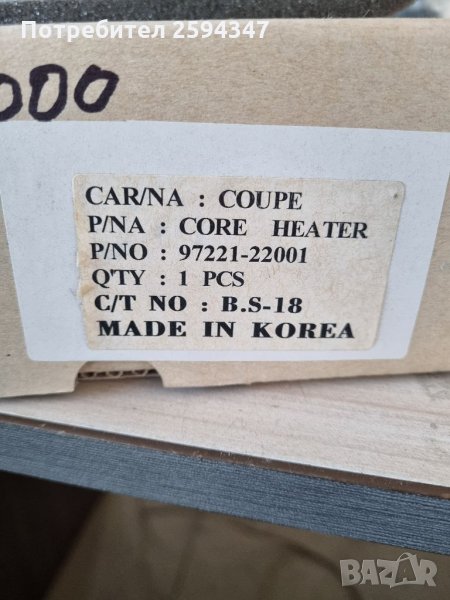 Потребител 2594347
000
CAR/NA : COUPE
P/NA : CORE HEATER
P/NO : 97221-22001
Q'TY : 1 PCS
C/T NO : B.S-18
MADE IN KOREA
BAZAR